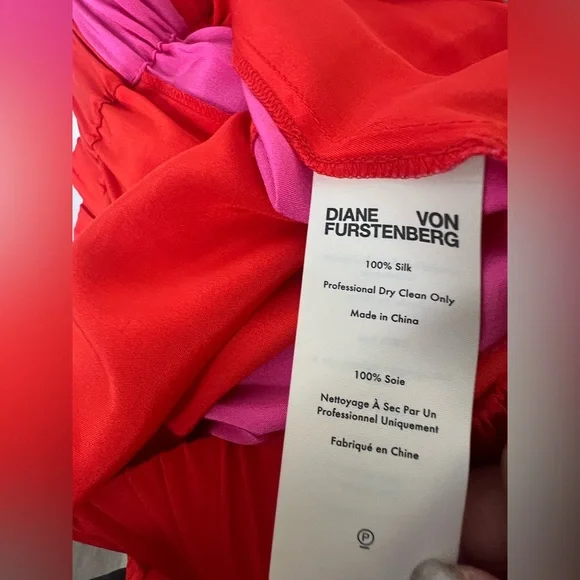 DIANE VON
FURSTENBERG
100% Silk
Professional Dry Clean Only
Made in China
100% Soie
Nettoyage À Sec Par Un
Professionnel Uniquement
Fabriqué en Chine
P